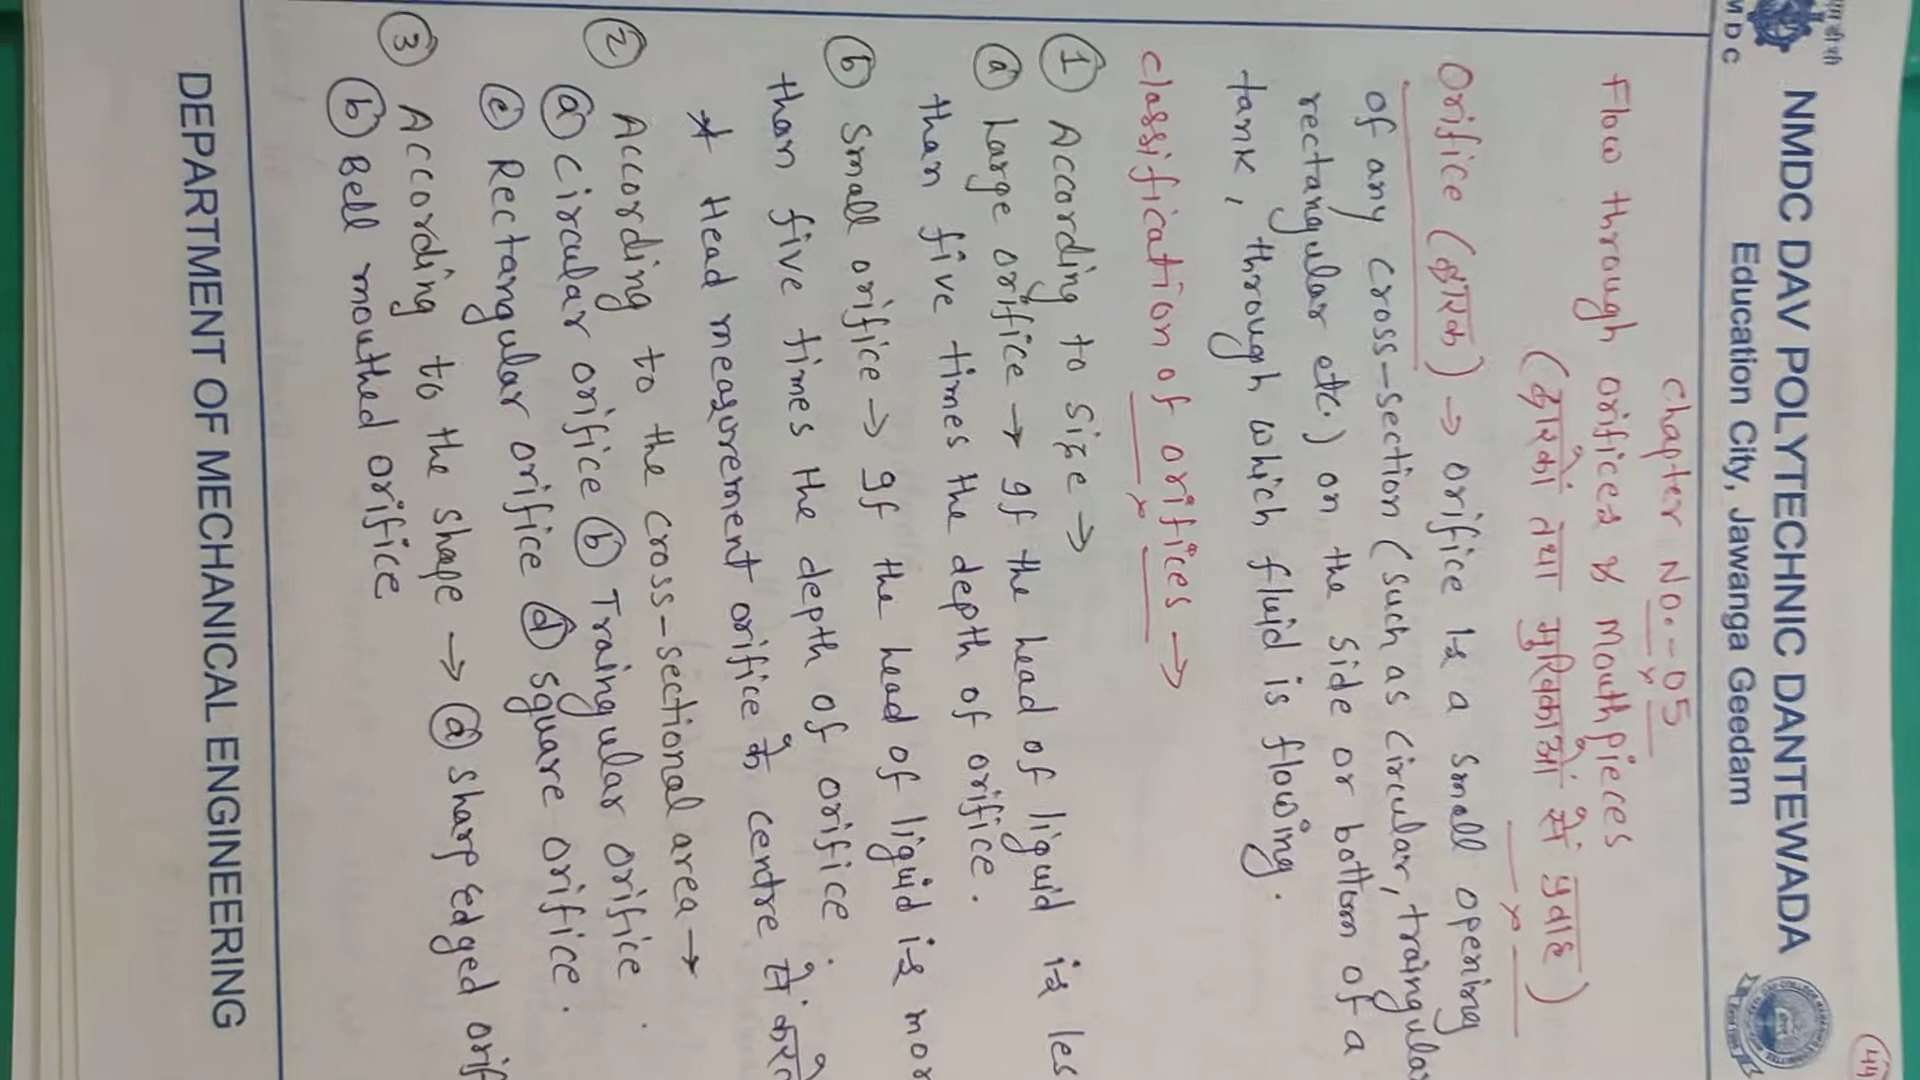 44
NMDC DAV POLYTECHNIC DANTEWADA
Education City, Jawanga Geedam
MDC
Chapter No.-05
Flow through orifices & Mouthpieces
तथा से प्रवाह)
Orifice ( ) → orifice is a small opening
of any cross-section (such as circular, traingular
rectangular etc.) on the side or bottom of a
tank, through which fluid is flowing.
classification of orifices →
① According to size →
ⓐ Large orifice → If the head of liquid is les
than five times the depth of orifice.
ⓑ Small orifice → If the head of liquid is mor
than five times the depth of orifice.
* Head measurement orifice के centre से
② According to the cross-sectional area →
ⓐ circular orifice ⓑ Traingular orifice.
ⓒ Rectangular orifice ⓓ square orifice.
③ According to the shape → ⓐ sharp edged orif
ⓑ Bell mouthed orifice
DEPARTMENT OF MECHANICAL ENGINEERING